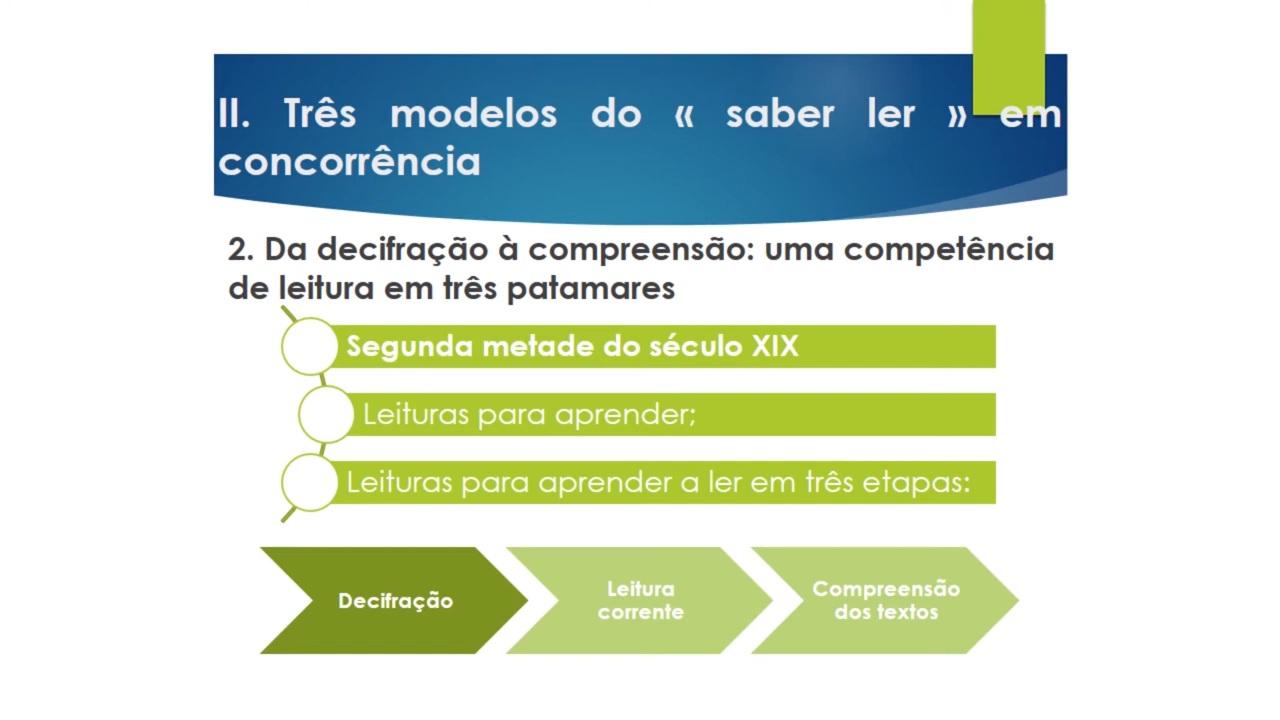 II. Três modelos do « saber ler » em
concorrência
2. Da decifração à compreensão: uma competência
de leitura em três patamares
Segunda metade do século XIX
Leituras para aprender;
Leituras para aprender a ler em três etapas:
Decifração
Leitura
corrente
Compreensão
dos textos